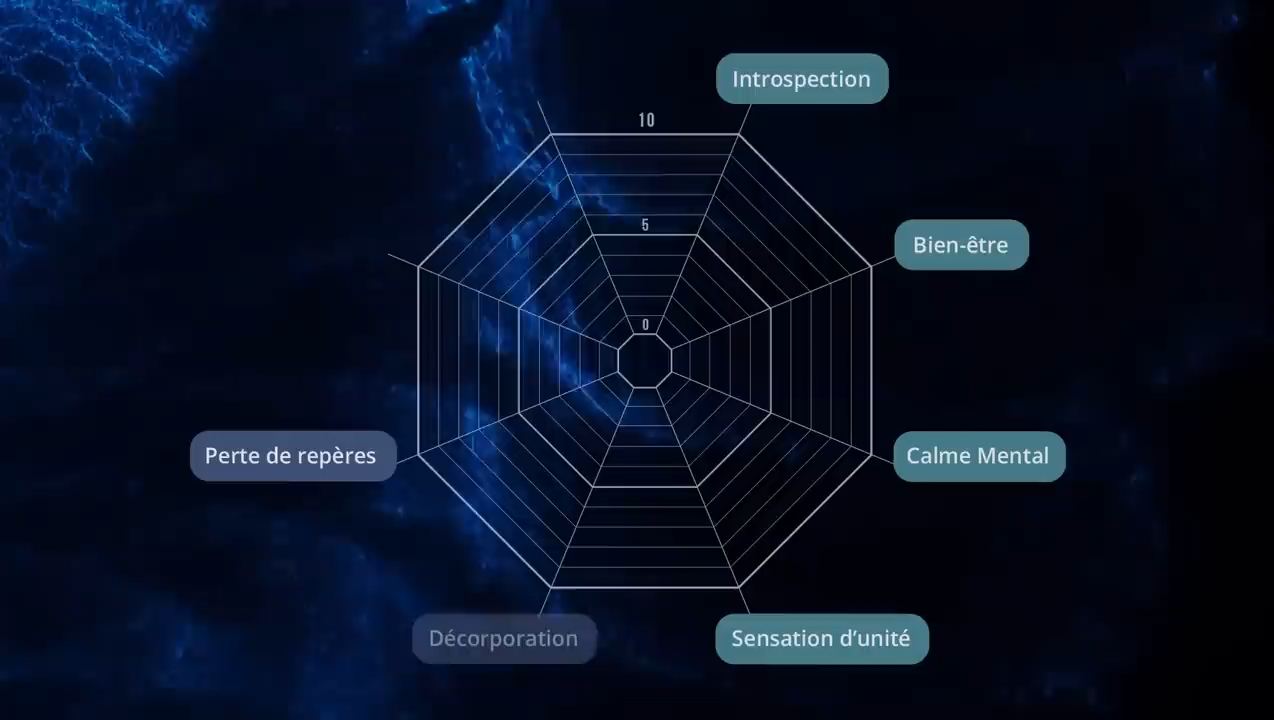 Introspection
10
5
Bien-être
0
Perte de repères
Calme Mental
Décorporation
Sensation d’unité